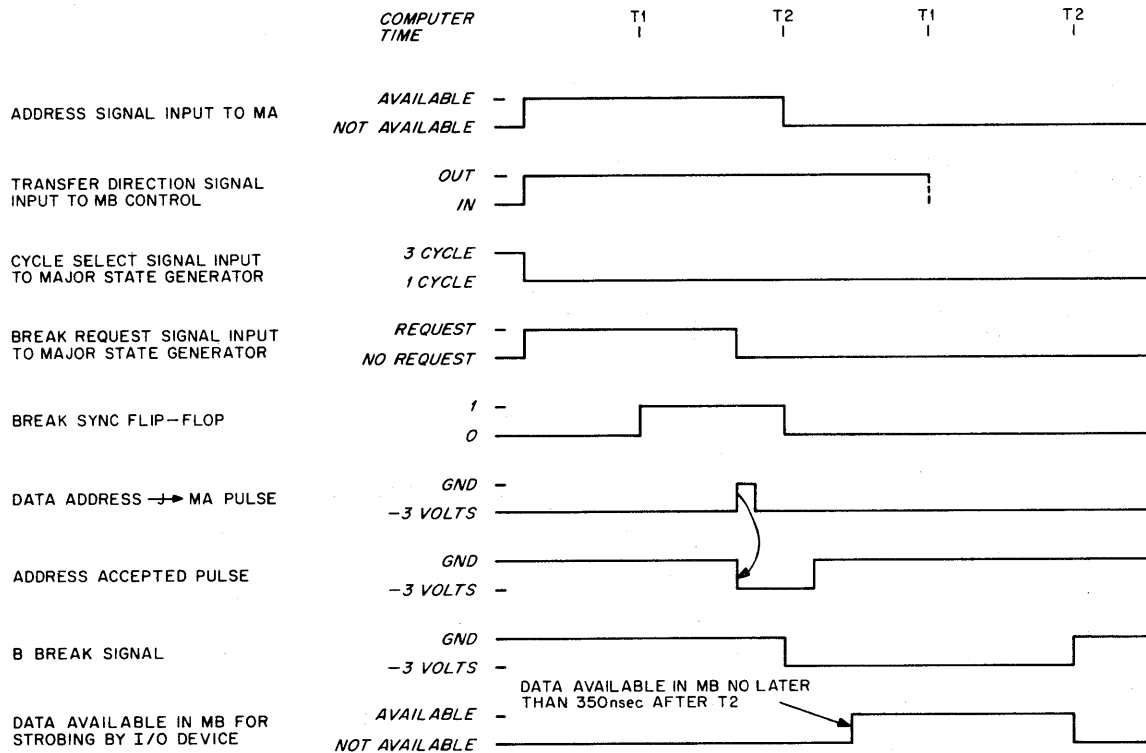 COMPUTER
TIME
T1 T2 T1 T2
ADDRESS SIGNAL INPUT TO MA
AVAILABLE
NOT AVAILABLE
TRANSFER DIRECTION SIGNAL
INPUT TO MB CONTROL
OUT
IN
CYCLE SELECT SIGNAL INPUT
TO MAJOR STATE GENERATOR
3 CYCLE
1 CYCLE
BREAK REQUEST SIGNAL INPUT
TO MAJOR STATE GENERATOR
REQUEST
NO REQUEST
BREAK SYNC FLIP-FLOP
1
0
DATA ADDRESS J MA PULSE
GND
-3 VOLTS
ADDRESS ACCEPTED PULSE
GND
-3 VOLTS
B BREAK SIGNAL
GND
-3 VOLTS
DATA AVAILABLE IN MB NO LATER
THAN 350nsec AFTER T2
DATA AVAILABLE IN MB FOR
STROBING BY I/O DEVICE
AVAILABLE
NOT AVAILABLE